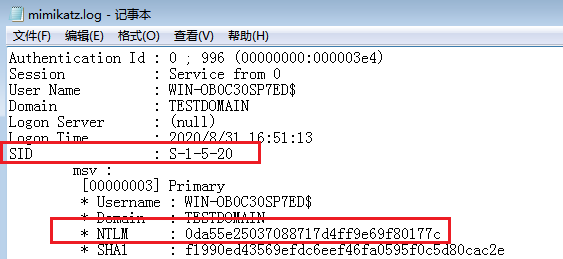 mimikatz.log - 记事本
文件(F) 编辑(E) 格式(O) 查看(V) 帮助(H)
Authentication Id : 0 ; 996 (00000000:000003e4)
Session : Service from 0
User Name : WIN-OB0C30SP7ED$
Domain : TESTDOMAIN
Logon Server : (null)
Logon Time : 2020/8/31 16:51:13
SID : S-1-5-20
msv :
[00000003] Primary
* Username : WIN-OB0C30SP7ED$
* Domain : TESTDOMAIN
* NTLM : 0da55e25037088717d4ff9e69f80177c
* SHA1 : f1990ed43569efdc6eef46fa0595f0c5d80cac2e